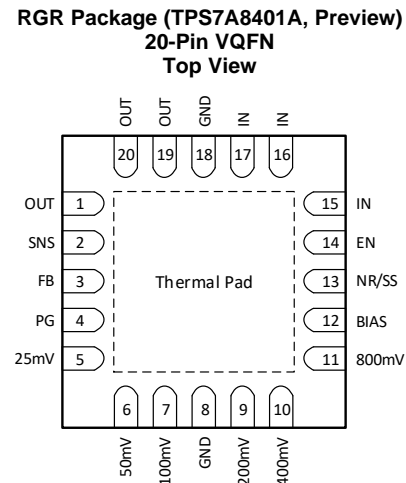 RGR Package (TPS7A8401A, Preview)
20-Pin VQFN
Top View
OUT
OUT
GND
IN
IN
20
19
18
17
16
OUT 1
15 IN
SNS 2
14 EN
FB 3
Thermal Pad
13 NR/SS
PG 4
12 BIAS
25mV 5
11 800mV
6
7
8
9
10
50mV
100mV
GND
200mV
400mV